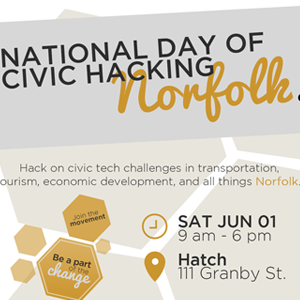 NATIONAL DAY OF
CIVIC HACKING
Norfolk.
Hack on civic tech challenges in transportation,
ourism, economic development, and all things Norfolk.
Join the
movement
SAT JUN 01
9 am - 6 pm
Be a part
of the
change
Hatch
111 Granby St.